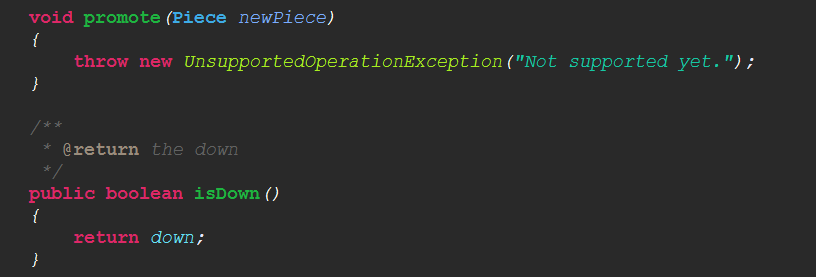 void promote(Piece newPiece)
{
    throw new UnsupportedOperationException("Not supported yet.");
}

/**
 * @return the down
 */
public boolean isDown()
{
    return down;
}